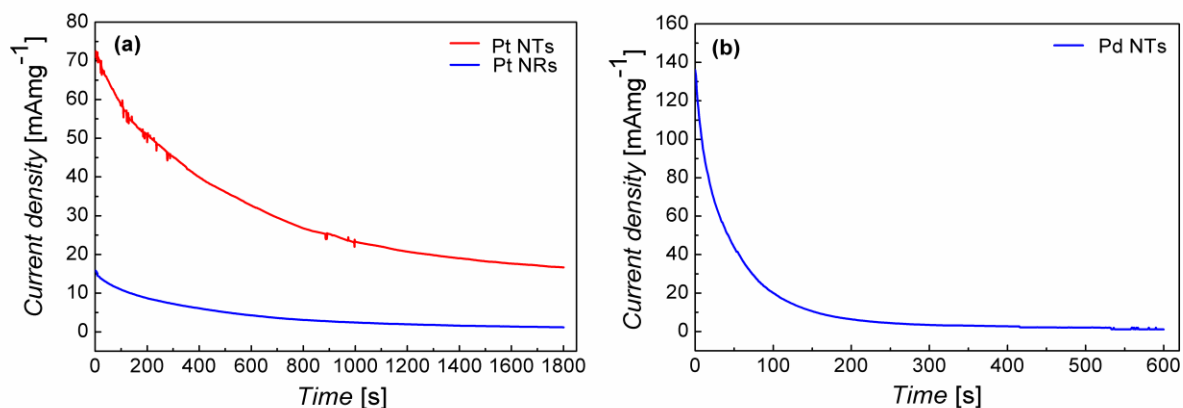 (a)
Pt NTs
Pt NRs
80
70
60
50
40
30
20
10
0
Current density [mAmg⁻¹]
0 200 400 600 800 1000 1200 1400 1600 1800
Time [s]
(b)
Pd NTs
160
140
120
100
80
60
40
20
0
Current density [mAmg⁻¹]
0 100 200 300 400 500 600
Time [s]